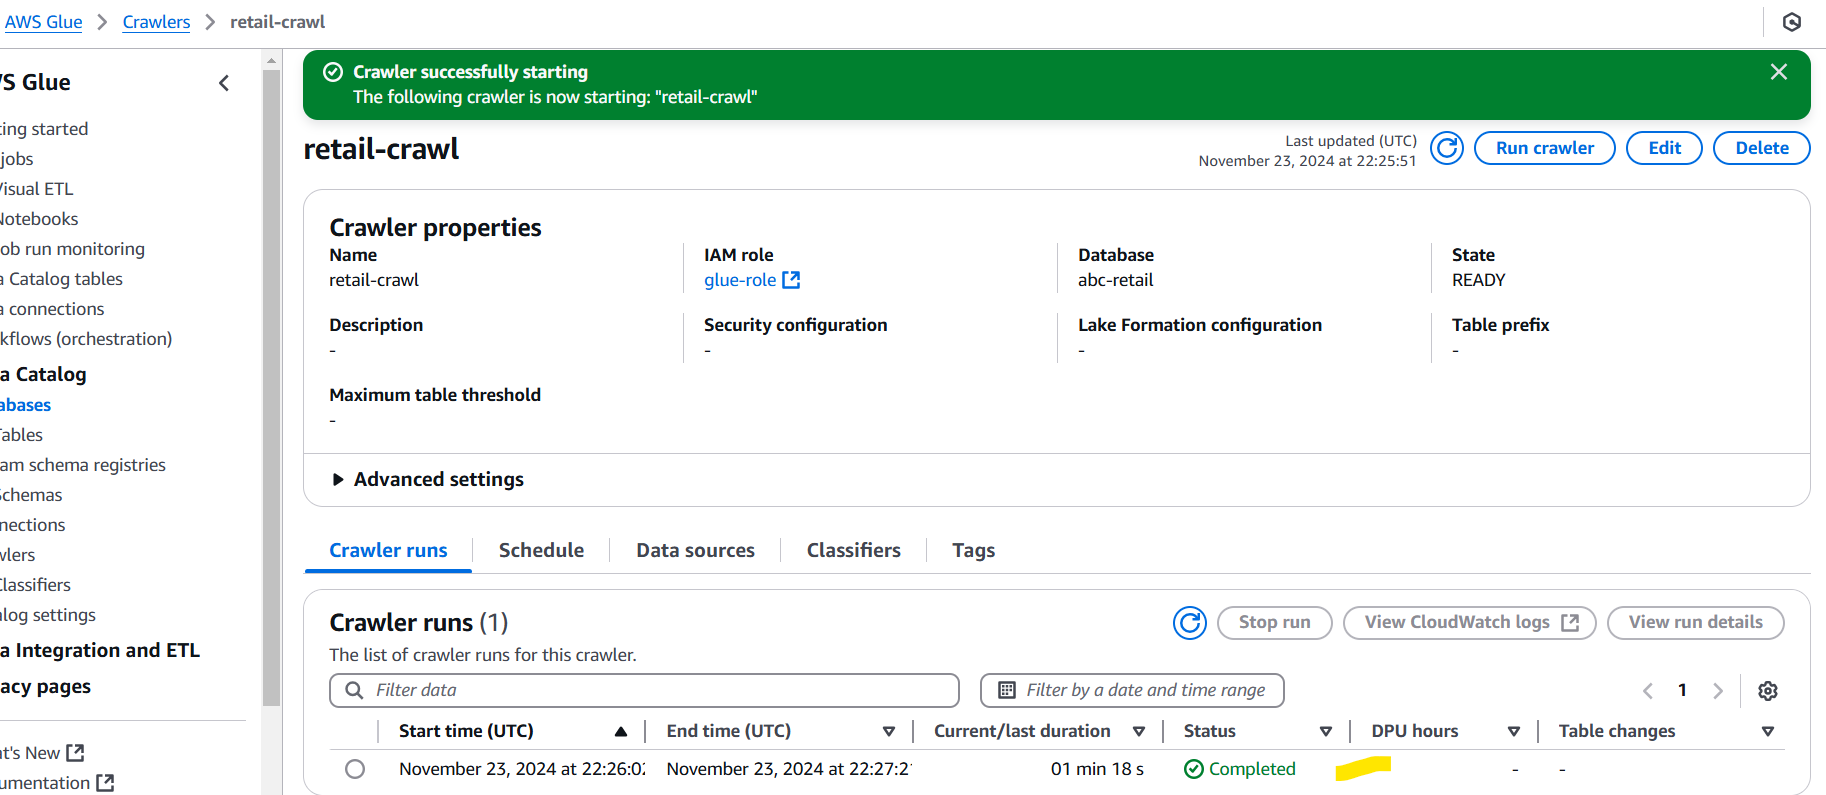 AWS Glue > Crawlers > retail-crawl
VS Glue
ing started
jobs
Visual ETL
Notebooks
ob run monitoring
a Catalog tables
a connections
kflows (orchestration)
a Catalog
abases
Tables
am schema registries
Schemas
nections
wlers
Classifiers
alog settings
a Integration and ETL
acy pages
t's New
umentation
Crawler successfully starting
The following crawler is now starting: "retail-crawl"
retail-crawl
Last updated (UTC)
November 23, 2024 at 22:25:51
Run crawler
Edit
Delete
Crawler properties
Name
retail-crawl
IAM role
glue-role
Database
abc-retail
State
READY
Description
-
Security configuration
-
Lake Formation configuration
-
Table prefix
-
Maximum table threshold
-
Advanced settings
Crawler runs
Schedule
Data sources
Classifiers
Tags
Crawler runs (1)
Stop run
View CloudWatch logs
View run details
The list of crawler runs for this crawler.
Filter data
Filter by a date and time range
1
Start time (UTC) End time (UTC) Current/last duration Status DPU hours Table changes
November 23, 2024 at 22:26:02 November 23, 2024 at 22:27:2 01 min 18 s Completed - -